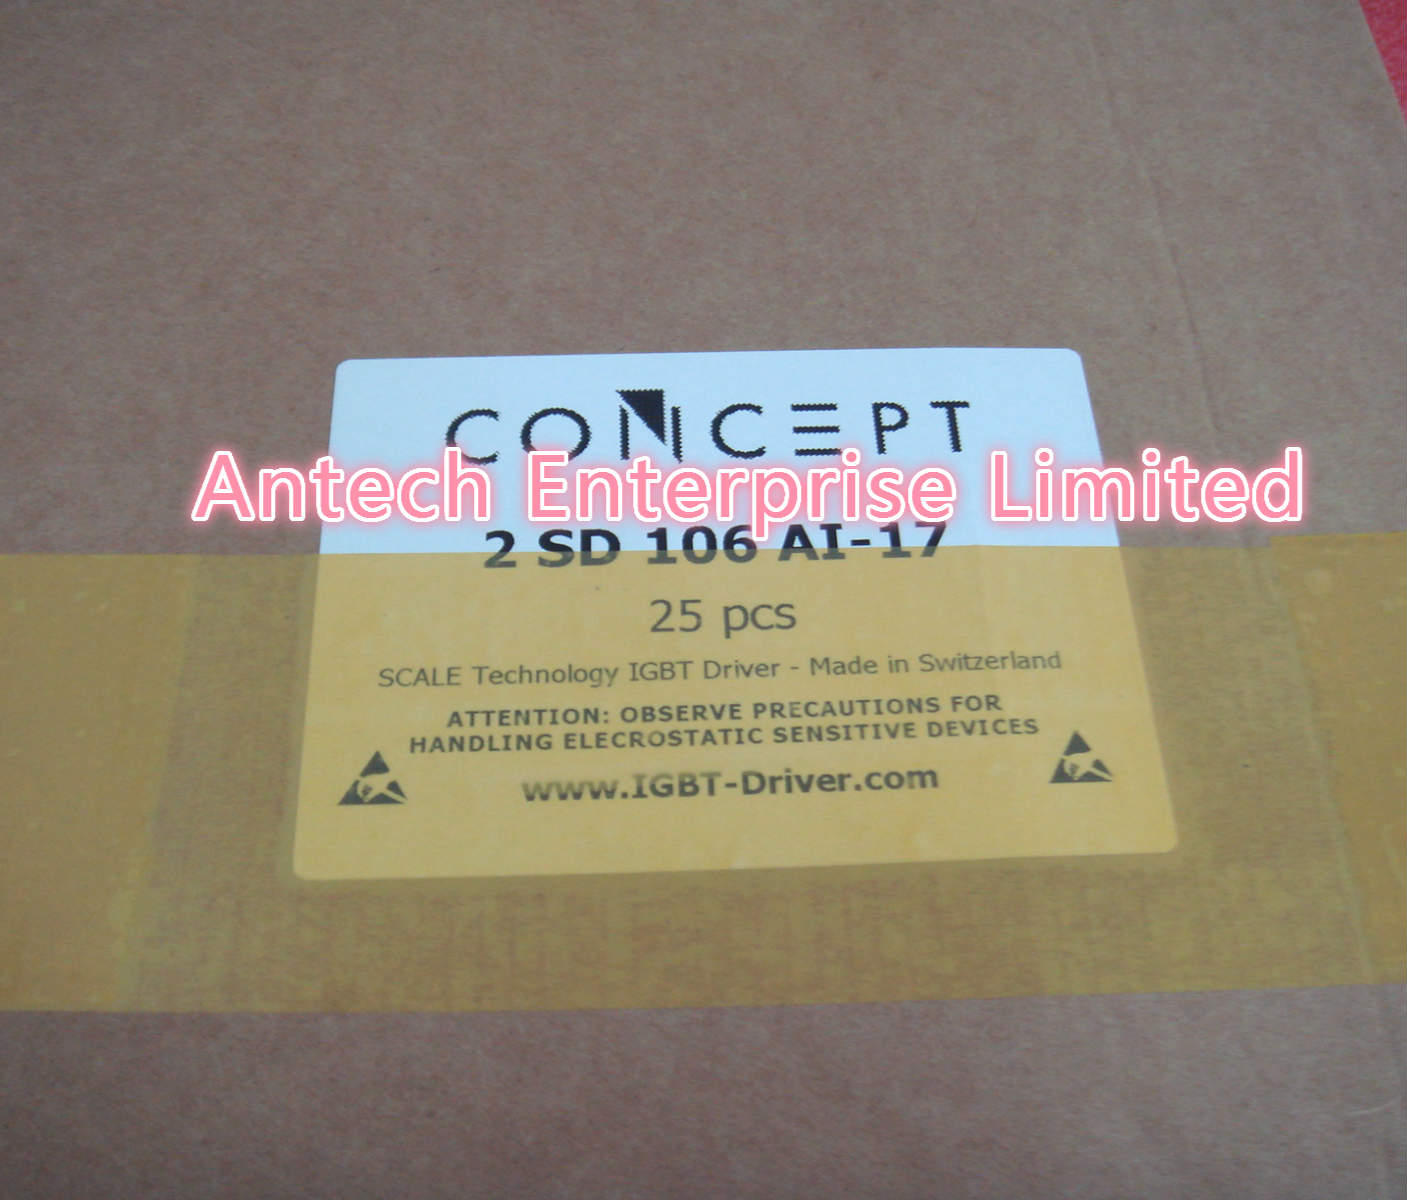 CONCEPT
Antech Enterprise Limited
2 SD 106 AI-17
25 pcs
SCALE Technology IGBT Driver - Made in Switzerland
ATTENTION: OBSERVE PRECAUTIONS FOR
HANDLING ELECROSTATIC SENSITIVE DEVICES
www.IGBT-Driver.com